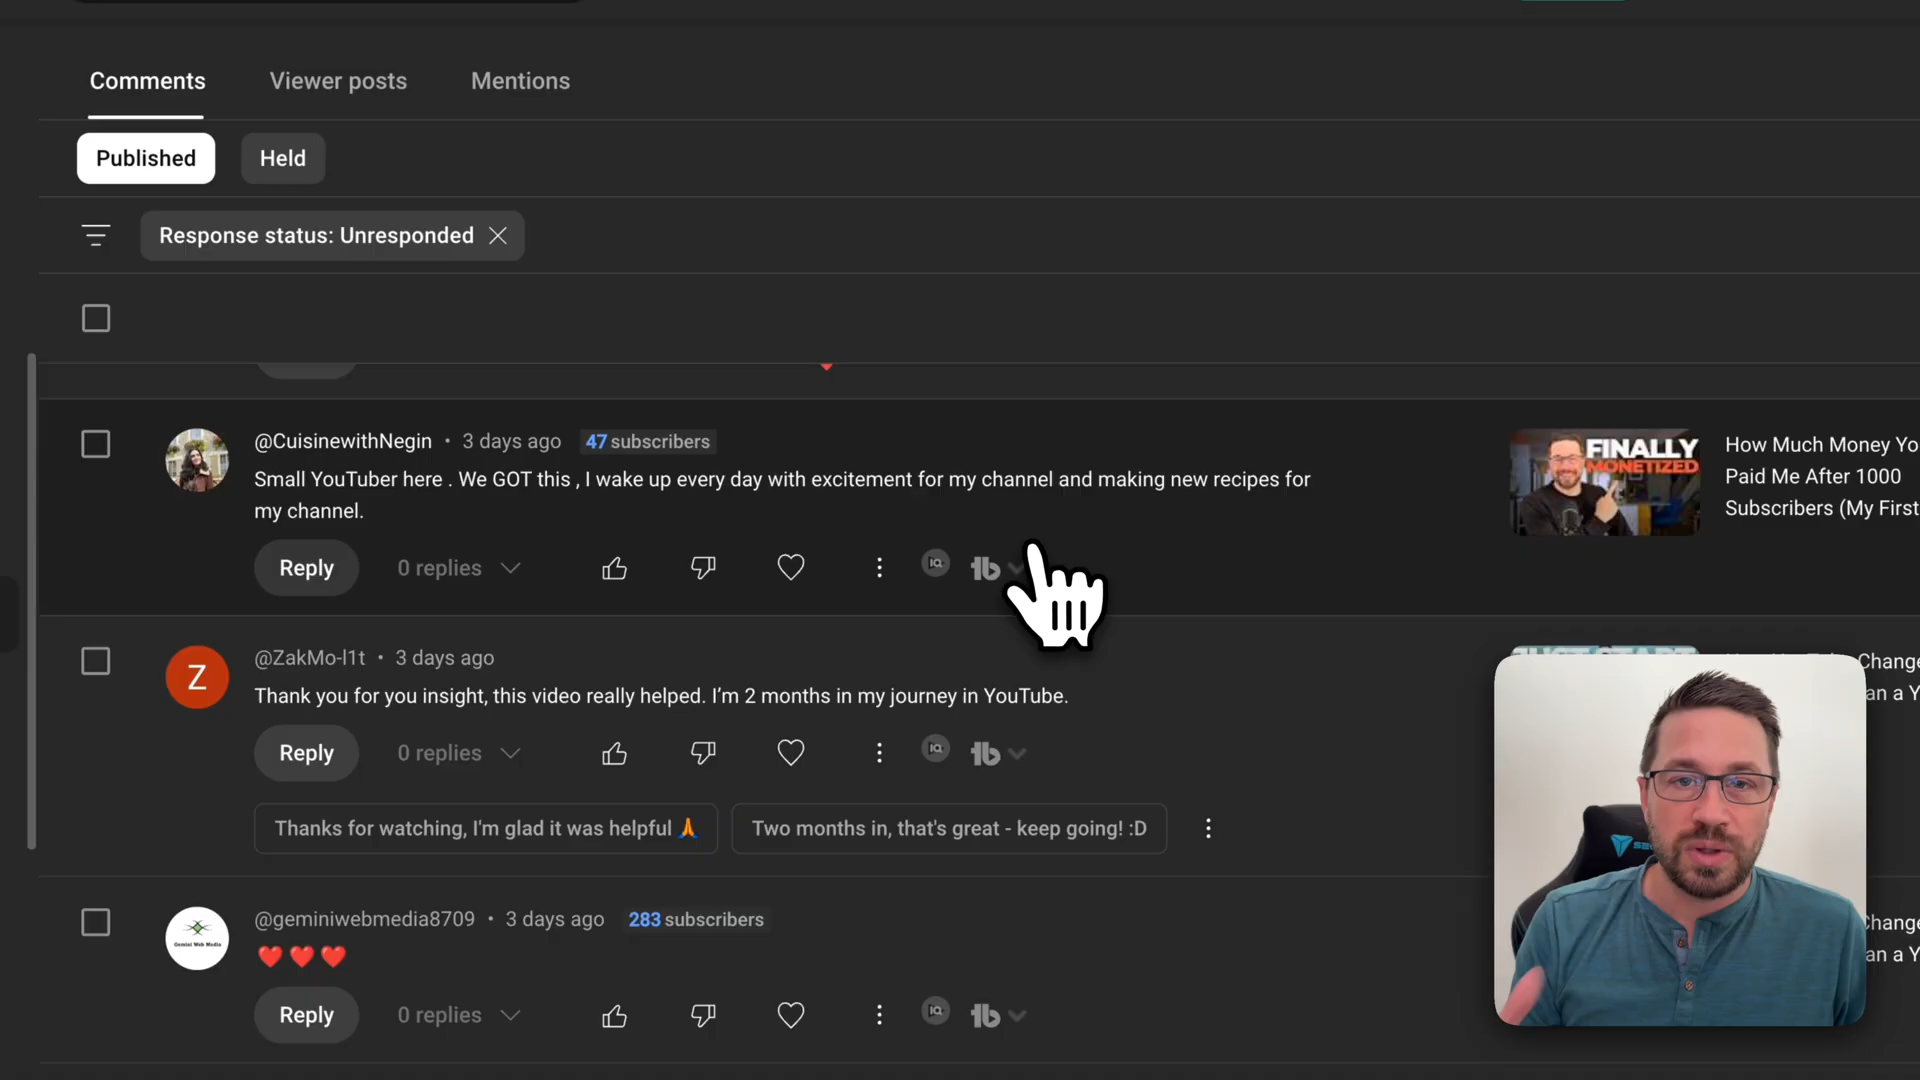 Comments Viewer posts Mentions
Published Held
Response status: Unresponded
@CuisinewithNegin • 3 days ago 47 subscribers
Small YouTuber here . We GOT this , I wake up every day with excitement for my channel and making new recipes for
my channel.
Reply 0 replies
FINALLY
MONETIZED
How Much Money Yo
Paid Me After 1000
Subscribers (My First
@ZakMo-l1t • 3 days ago
Thank you for you insight, this video really helped. I’m 2 months in my journey in YouTube.
Reply 0 replies
Thanks for watching, I'm glad it was helpful 🙏 Two months in, that's great - keep going! :D
Change
an a Y
Z
@geminiwebmedia8709 • 3 days ago 283 subscribers
❤️ ❤️ ❤️
Reply 0 replies
Gemini Web Media
Change
an a Y